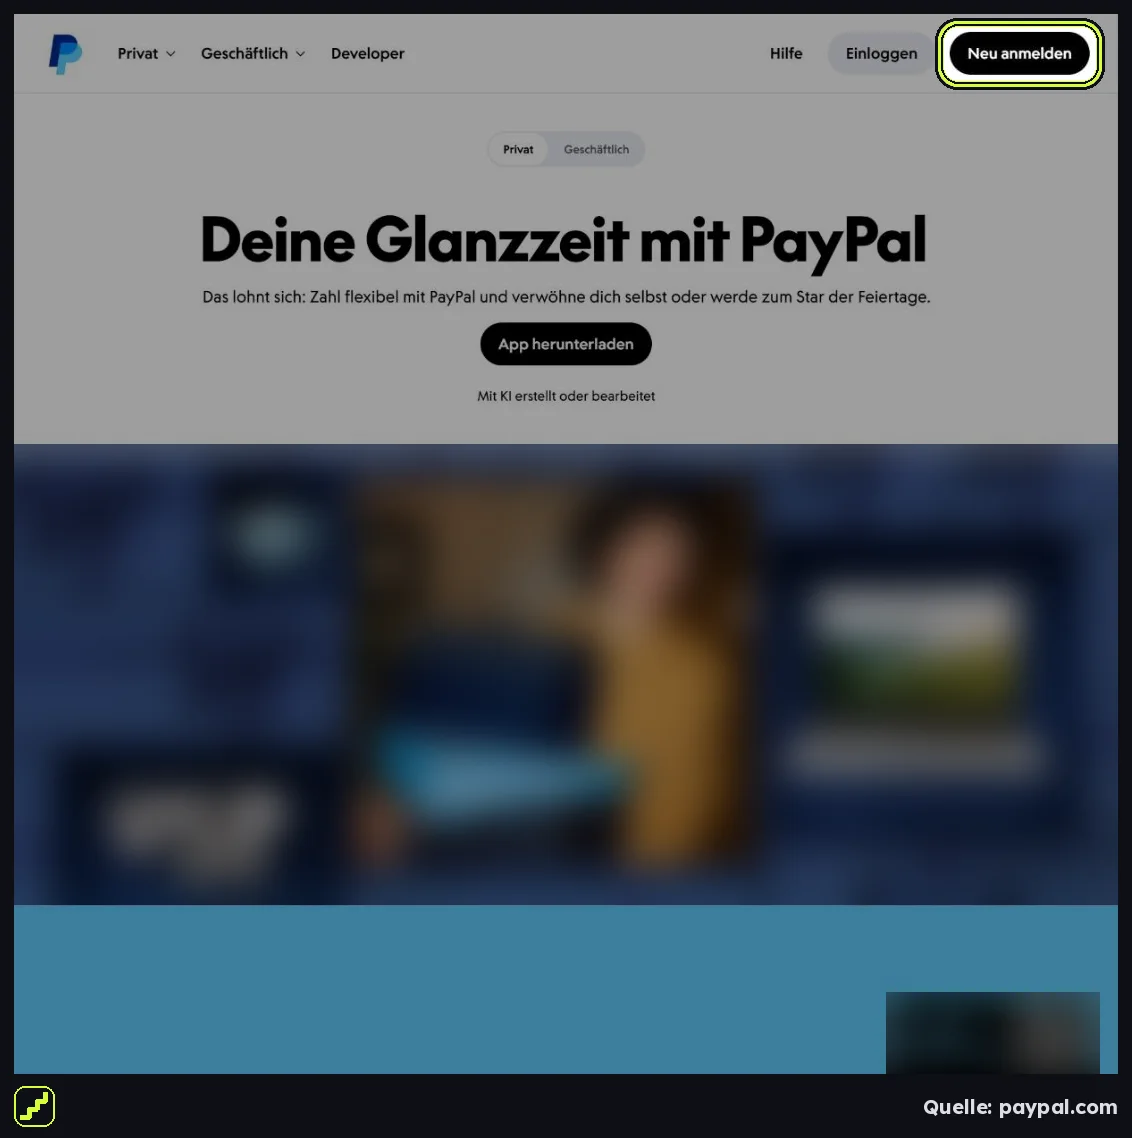 Privat Geschäftlich Developer Hilfe Einloggen Neu anmelden
Privat Geschäftlich
Deine Glanzzeit mit PayPal
Das lohnt sich: Zahl flexibel mit PayPal und verwöhne dich selbst oder werde zum Star der Feiertage.
App herunterladen
Mit KI erstellt oder bearbeitet
Quelle: paypal.com